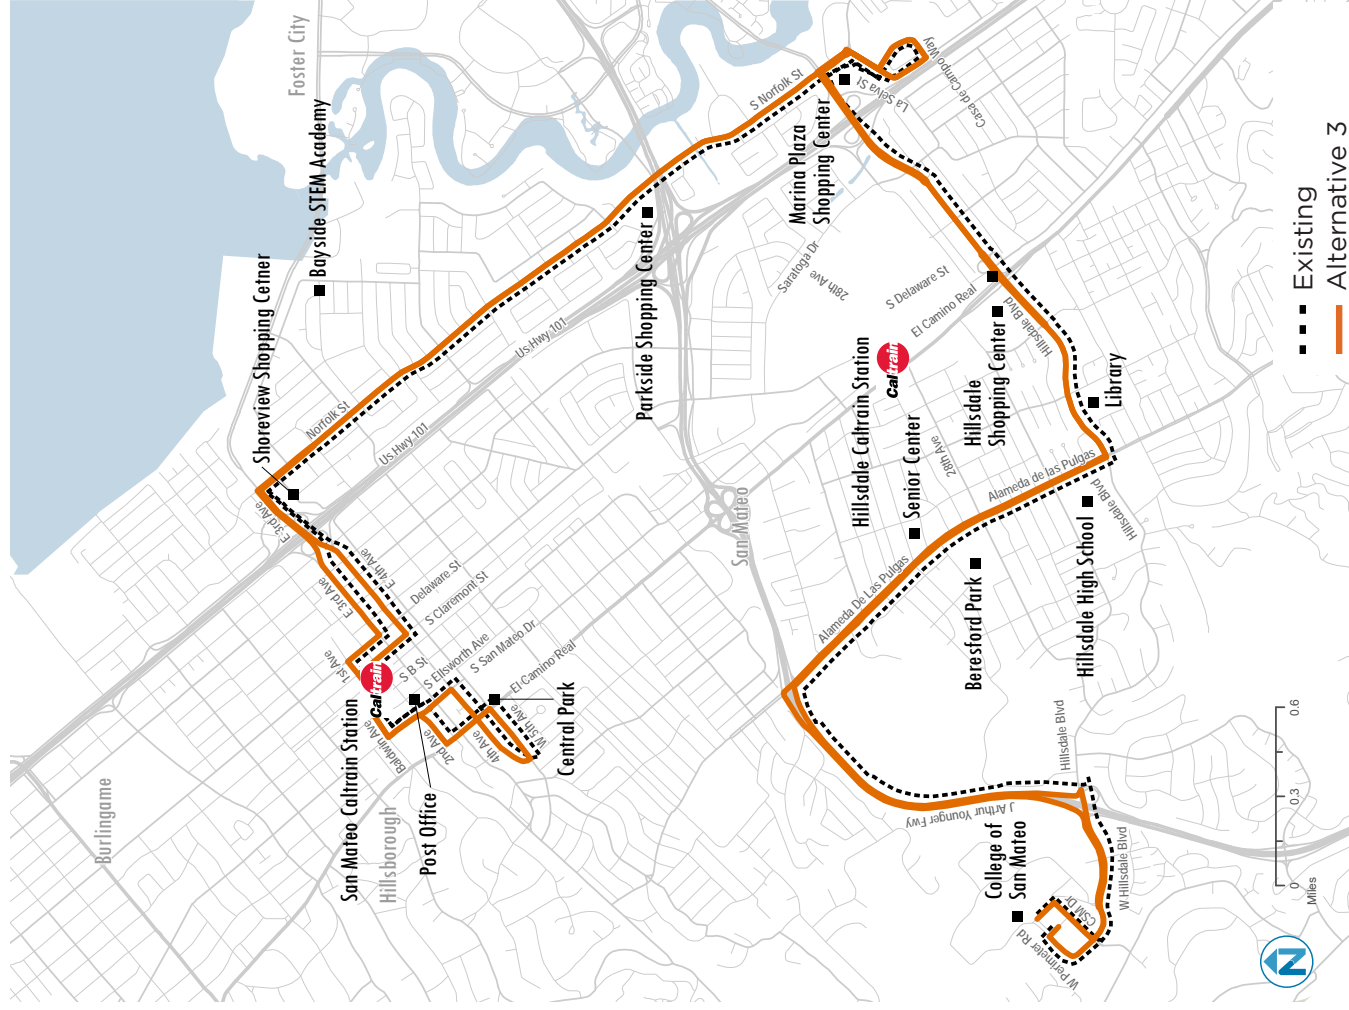 Foster City
Bayside STEM Academy
Shoreview Shopping Cetner
Norfolk St
Us Hwy 101
Us Hwy 101
S Norfolk St
Parkside Shopping Center
Marina Plaza
Shopping Center
La Selva St
Casa de Campo Way
Saratoga Dr
28th Ave
S Delaware St
El Camino Real
Hillsdale Blvd
Hillsdale Caltrain Station
Caltrain
Hillsdale
Shopping Center
Library
Senior Center
28th Ave
Alameda de las Pulgas
Hillsdale Blvd
Hillsdale High School
Beresford Park
Alameda De Las Pulgas
San Mateo
E 3rd Ave
E 3rd Ave
E 4th Ave
Delaware St
S Claremont St
1st Ave
Caltrain
San Mateo Caltrain Station
S B St
S Ellsworth Ave
S San Mateo Dr
El Camino Real
W 5th Ave
4th Ave
2nd Ave
Baldwin Ave
Central Park
Post Office
Hillsborough
Burlingame
J Arthur Younger Fwy
Hillsdale Blvd
W Hillsdale Blvd
College of
San Mateo
CSM Dr
W Perimeter Rd
0 0.3 0.6
Miles
N
Existing
Alternative 3